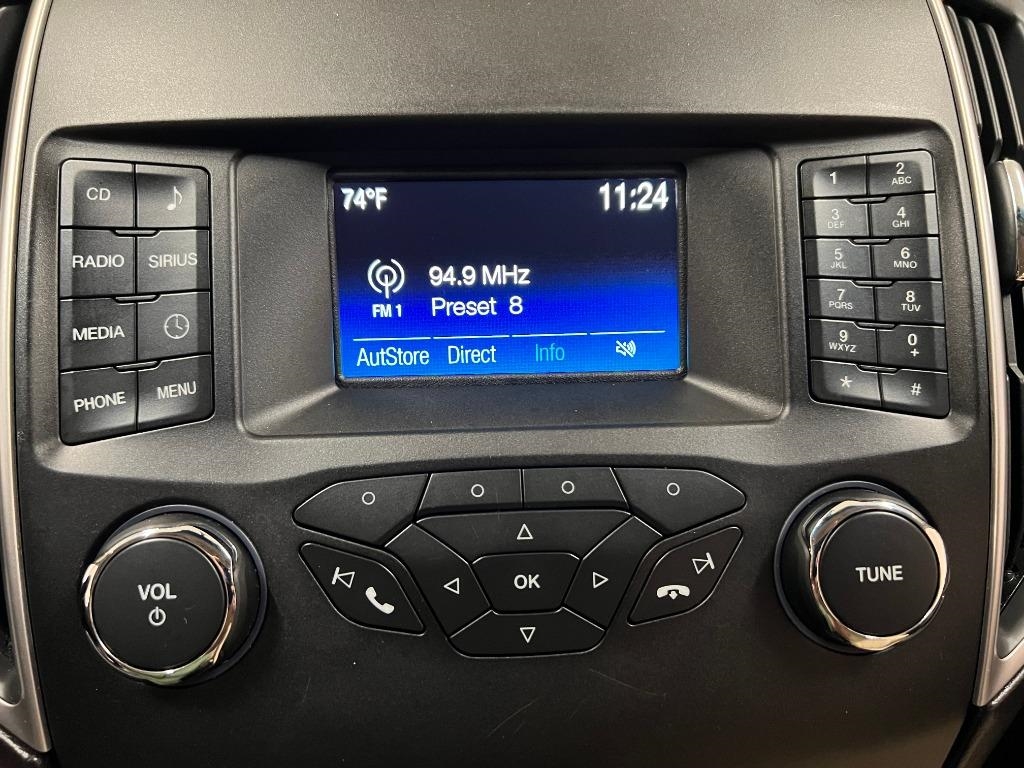 74°F 11:24
94.9 MHz
FM 1 Preset 8
AutStore Direct Info
CD
RADIO SIRIUS
MEDIA
PHONE MENU
1 2 ABC
3 DEF 4 GHI
5 JKL 6 MNO
7 PQRS 8 TUV
9 WXYZ 0 +
* #
VOL
OK
TUNE